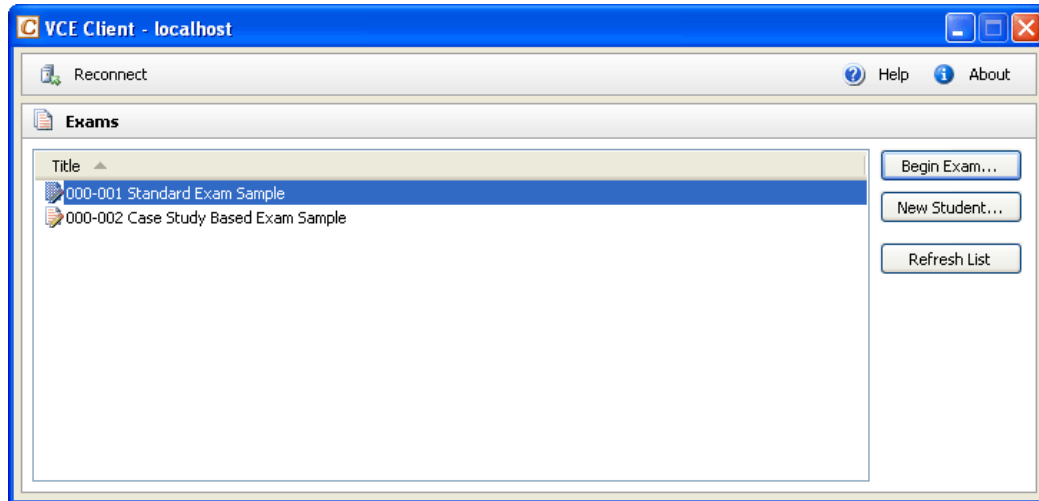 VCE Client - localhost
Reconnect Help About
Exams
Title Begin Exam...
000-001 Standard Exam Sample
000-002 Case Study Based Exam Sample
New Student...
Refresh List